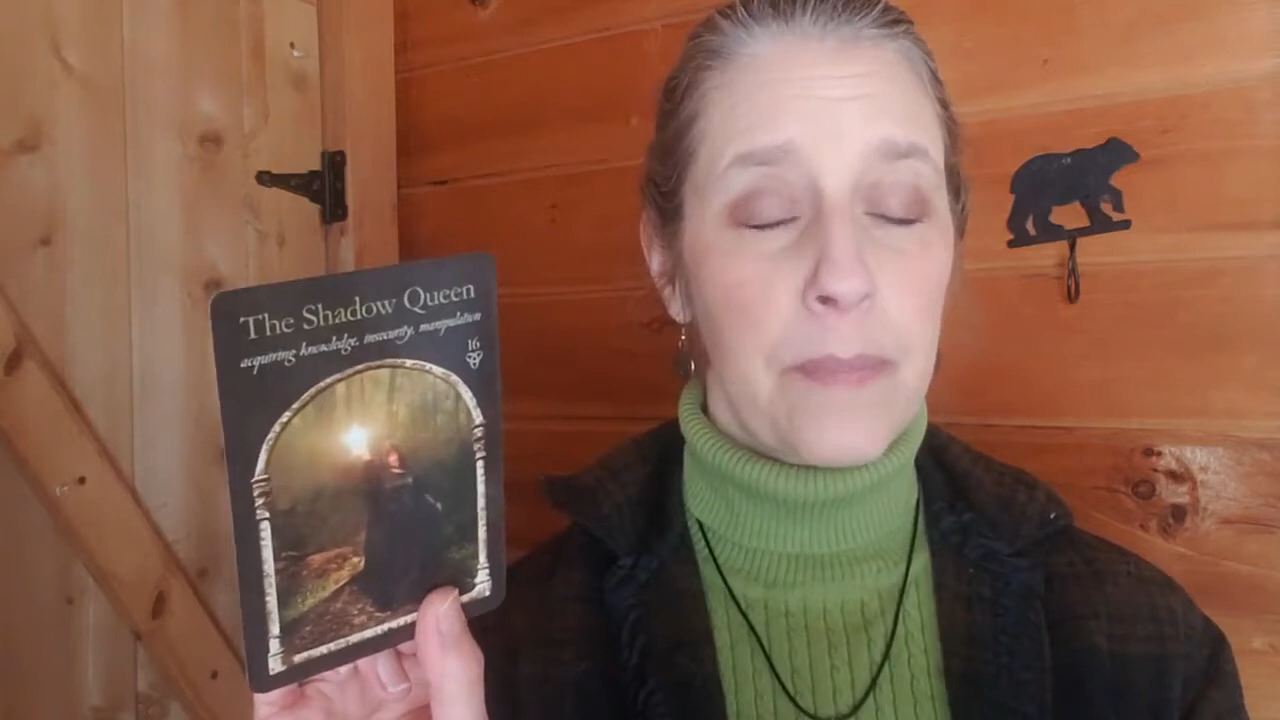 The Shadow Queen
acquiring knowledge, insecurity, manipulation
16